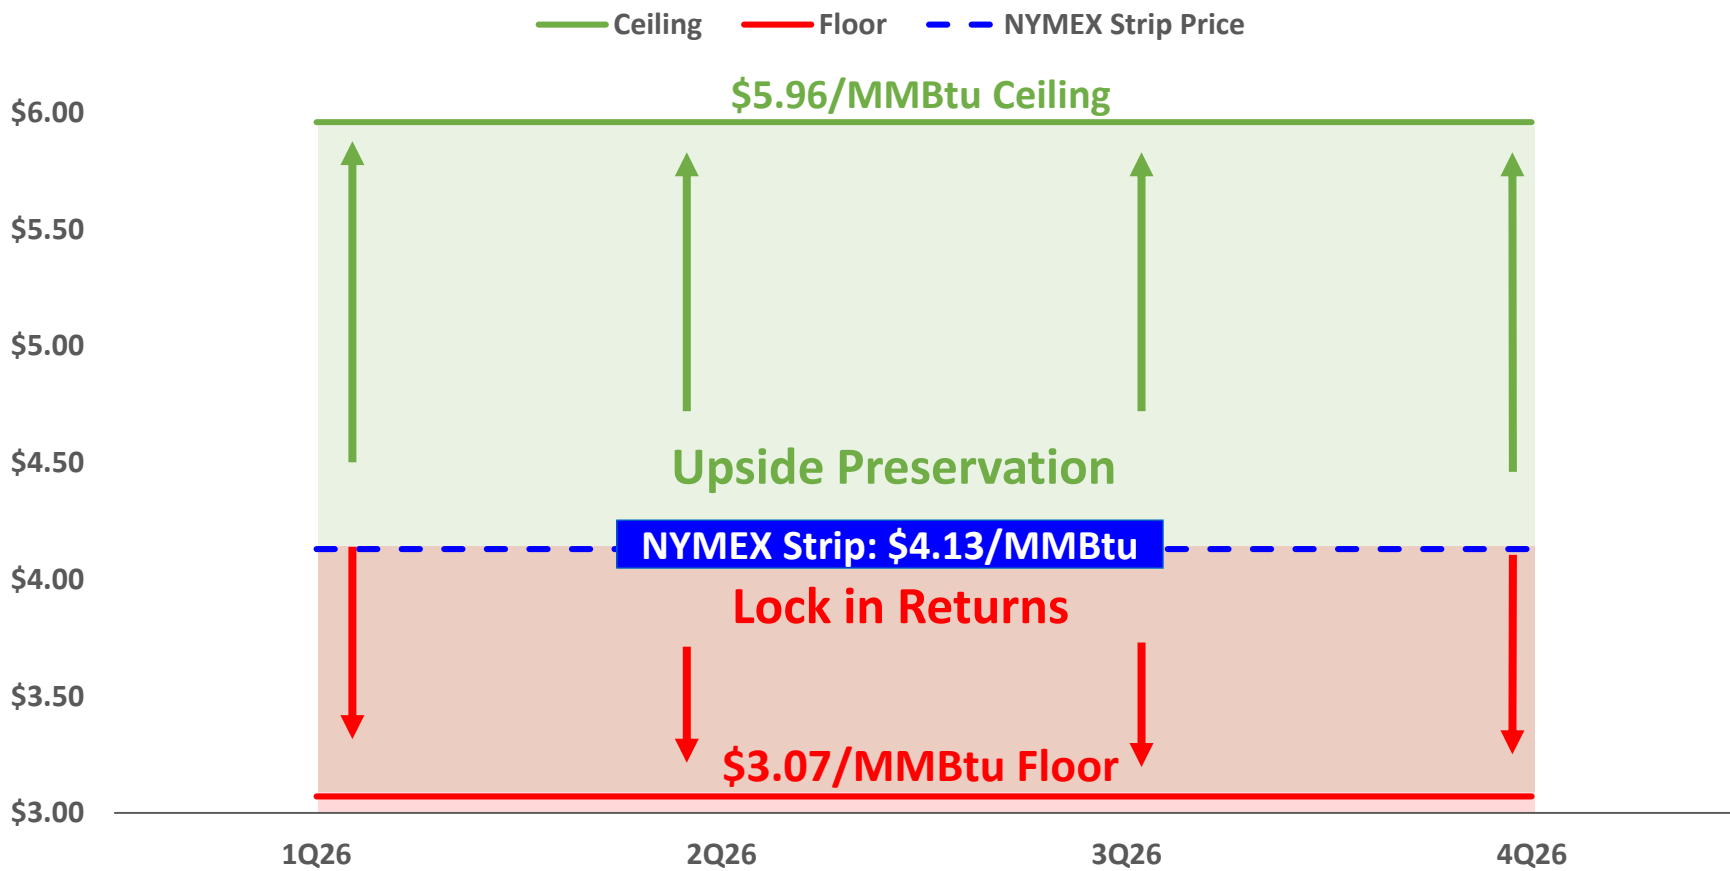 Ceiling Floor NYMEX Strip Price
$5.96/MMBtu Ceiling
$6.00
$5.50
$5.00
$4.50
Upside Preservation
NYMEX Strip: $4.13/MMBtu
$4.00
Lock in Returns
$3.50
$3.07/MMBtu Floor
$3.00
1Q26 2Q26 3Q26 4Q26